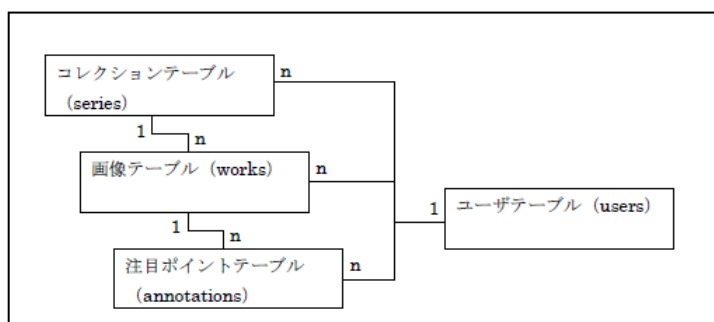 コレクションテーブル
(series)
n
1
n
画像テーブル (works)
n
1
ユーザテーブル (users)
1
n
注目ポイントテーブル
(annotations)
n